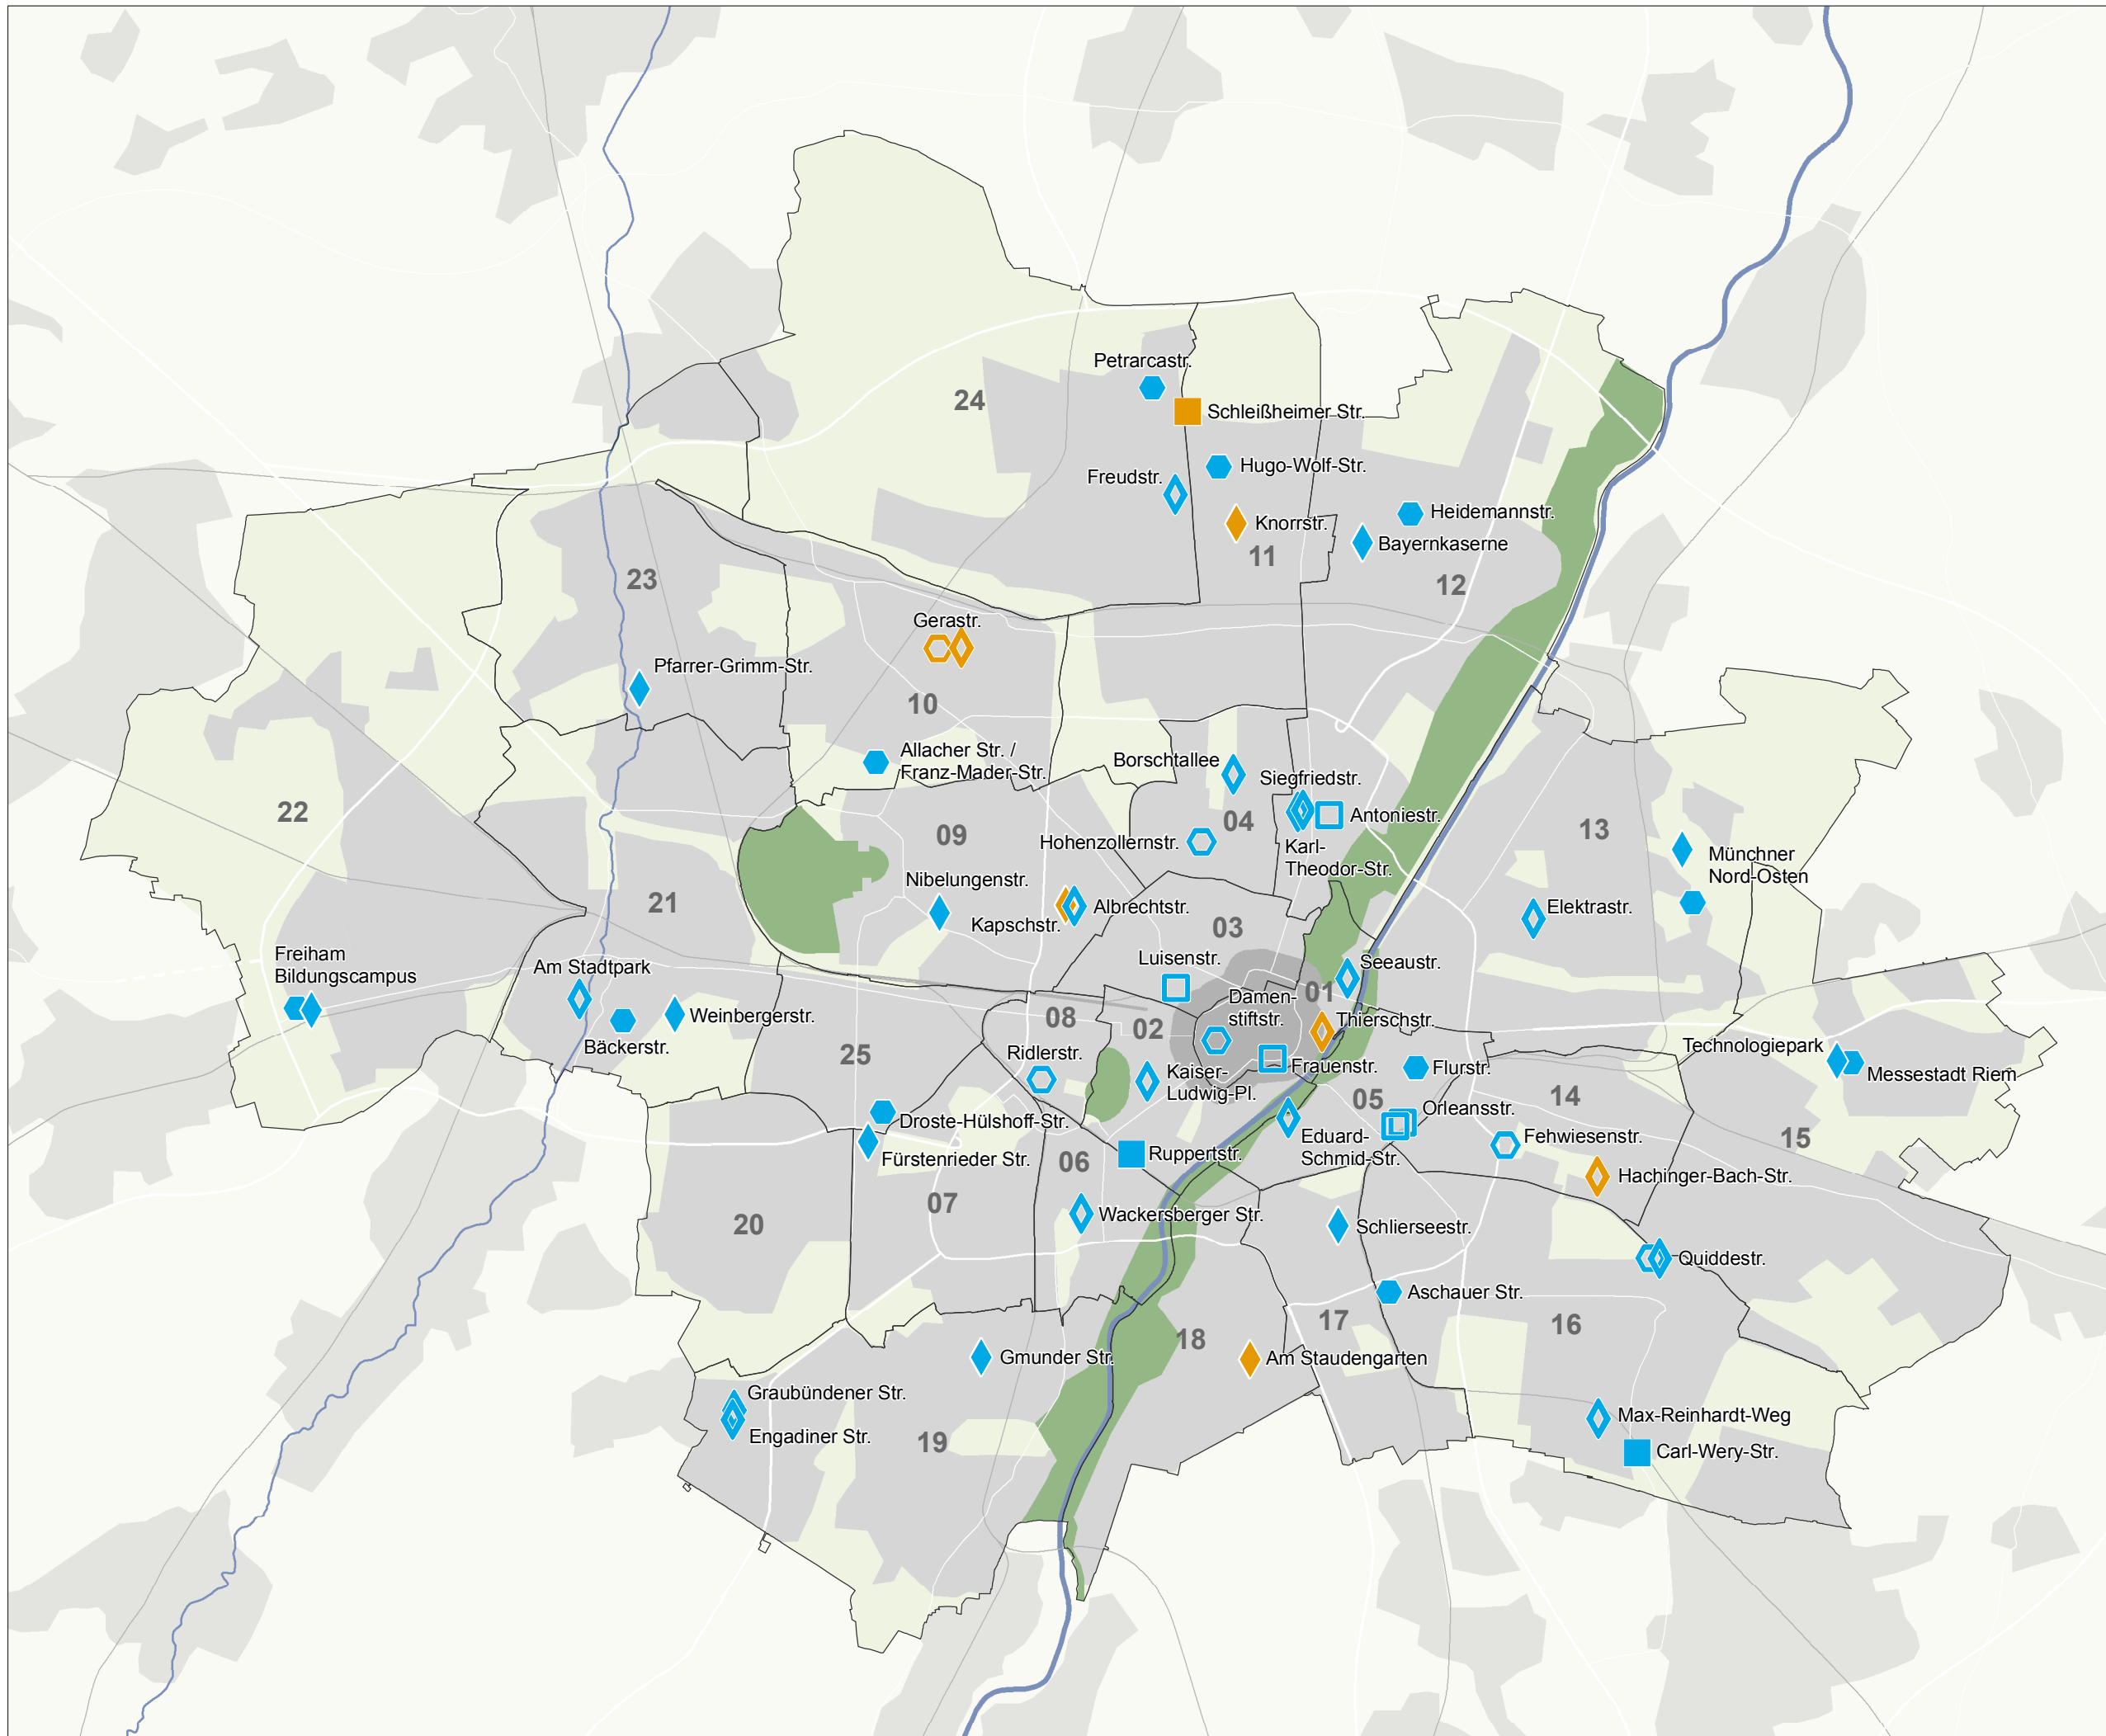 Petrarcastr.
24
Schleißheimer Str.
Hugo-Wolf-Str.
Freudstr.
Heidemannstr.
Knorrstr.
Bayernkaserne
11
23
12
Gerastr.
Pfarrer-Grimm-Str.
10
Allacher Str. /
Franz-Mader-Str.
Borschtallee
Siegfriedstr.
22
04
Antoniestr.
09
13
Hohenzollernstr.
Karl-
Theodor-Str.
Münchner
Nord-Osten
Nibelungenstr.
21
Albrechtstr.
Elektrastr.
Kapschstr.
03
Freiham
Bildungscampus
Luisenstr.
Seeaustr.
Am Stadtpark
Damen-
stiftstr.
01
Weinbergerstr.
08
02
Thierschstr.
Bäckerstr.
25
Ridlerstr.
Technologiepark
Frauenstr.
Flurstr.
Messestadt Riem
Kaiser-
Ludwig-Pl.
05
14
Orleansstr.
Droste-Hülshoff-Str.
Eduard-
Schmid-Str.
Fehwiesenstr.
15
Fürstenrieder Str.
06
Ruppertstr.
Hachinger-Bach-Str.
07
20
Wackersberger Str.
Schlierseestr.
Quiddestr.
Aschauer Str.
17
16
18
Gmunder Str.
Am Staudengarten
Graubündener Str.
Engadiner Str.
19
Max-Reinhardt-Weg
Carl-Wery-Str.